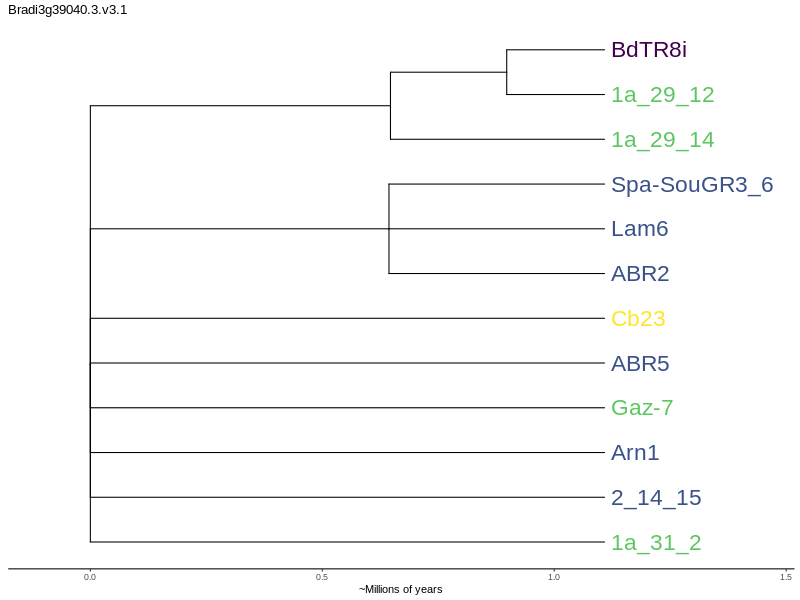 Bradi3g39040.3.v3.1
BdTR8i
1a_29_12
1a_29_14
Spa-SouGR3_6
Lam6
ABR2
Cb23
ABR5
Gaz-7
Arn1
2_14_15
1a_31_2
0.0 0.5 1.0 1.5
~Millions of years